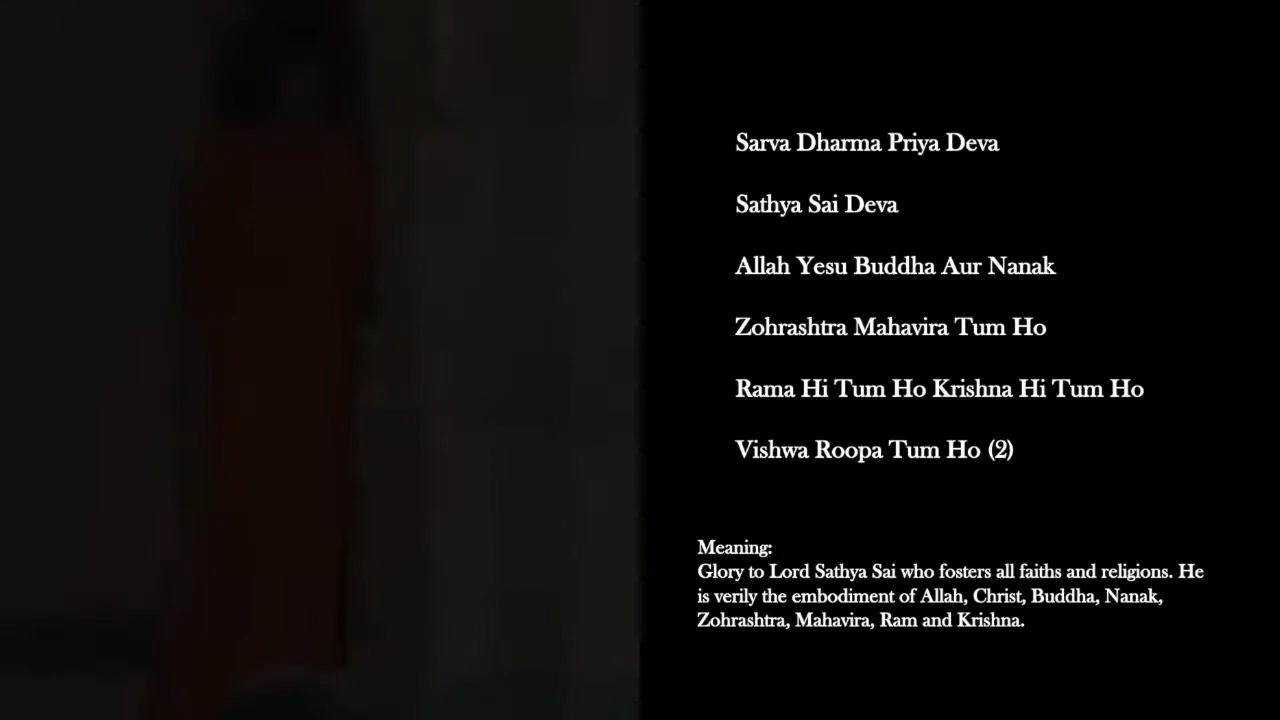 Sarva Dharma Priya Deva
Sathya Sai Deva
Allah Yesu Buddha Aur Nanak
Zohrashtra Mahavira Tum Ho
Rama Hi Tum Ho Krishna Hi Tum Ho
Vishwa Roopa Tum Ho (2)
Meaning:
Glory to Lord Sathya Sai who fosters all faiths and religions. He
is verily the embodiment of Allah, Christ, Buddha, Nanak,
Zohrashtra, Mahavira, Ram and Krishna.